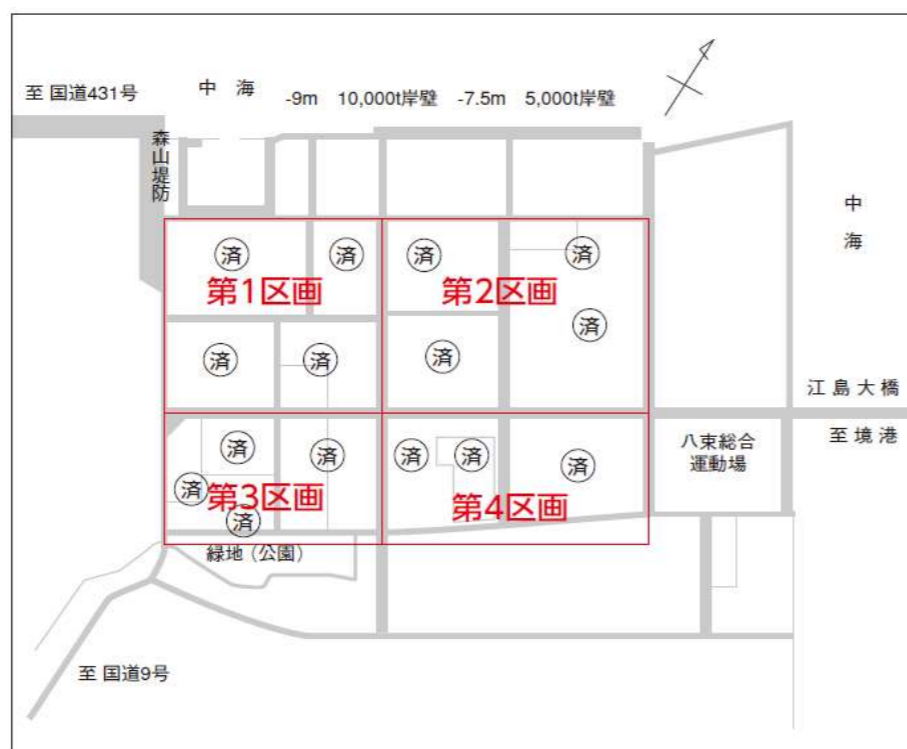 至 国道431号
中 海
-9m 10,000t岸壁 -7.5m 5,000t岸壁
森山堤防
中 海
済
済
済
済
第1区画
第2区画
済
済
済
済
江島大橋
至 境港
八束総合
運動場
済
済
済
済
済
済
済
第3区画
第4区画
済
緑地（公園）
至 国道9号